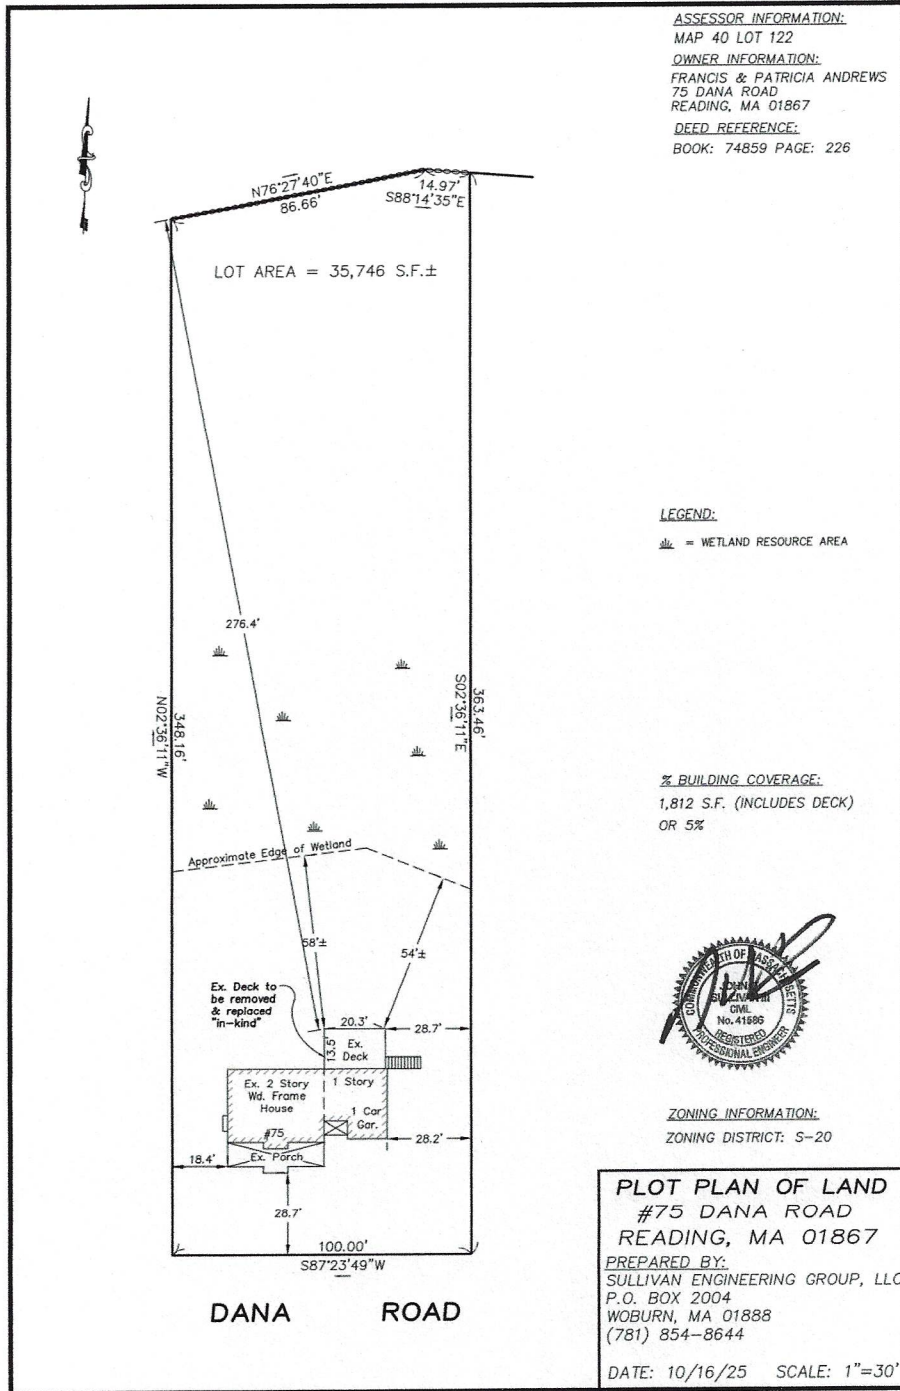 ASSESSOR INFORMATION:
MAP 40 LOT 122
OWNER INFORMATION:
FRANCIS & PATRICIA ANDREWS
75 DANA ROAD
READING, MA 01867
DEED REFERENCE:
BOOK: 74859 PAGE: 226
N76°27'40"E
86.66'
14.97'
S88°14'35"E
LOT AREA = 35,746 S.F.±
LEGEND:
= WETLAND RESOURCE AREA
276.4'
N02°36'11"W
348.16'
363.46'
S02°36'11"E
% BUILDING COVERAGE:
1,812 S.F. (INCLUDES DECK)
OR 5%
Approximate Edge of Wetland
58'±
54'±
Ex. Deck to
be removed
& replaced
"in-kind"
20.3'
28.7'
13.5'
Ex.
Deck
Ex. 2 Story
Wd. Frame
House
#75
1 Story
1 Car
Gar.
Ex. Porch
18.4'
28.2'
28.7'
100.00'
S87°23'49"W
DANA ROAD
COMMONWEALTH OF MASSACHUSETTS
CIVIL
No. 41586
REGISTERED
PROFESSIONAL ENGINEER
ZONING INFORMATION:
ZONING DISTRICT: S-20
PLOT PLAN OF LAND
#75 DANA ROAD
READING, MA 01867
PREPARED BY:
SULLIVAN ENGINEERING GROUP, LLC
P.O. BOX 2004
WOBURN, MA 01888
(781) 854-8644
DATE: 10/16/25 SCALE: 1"=30'